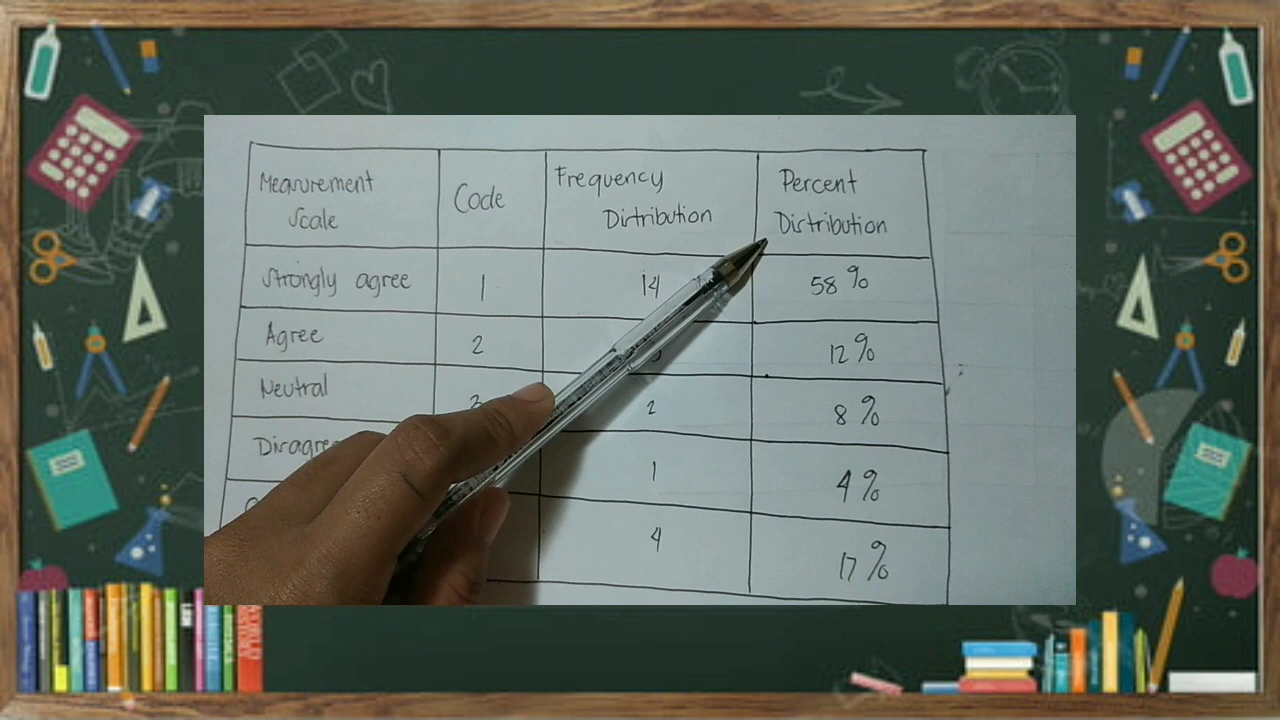 Measurement Scale
Code
Frequency Distribution
Percent Distribution
Strongly agree 1 14 58%
Agree 2 12%
Neutral 2 8%
1 4%
4 17%